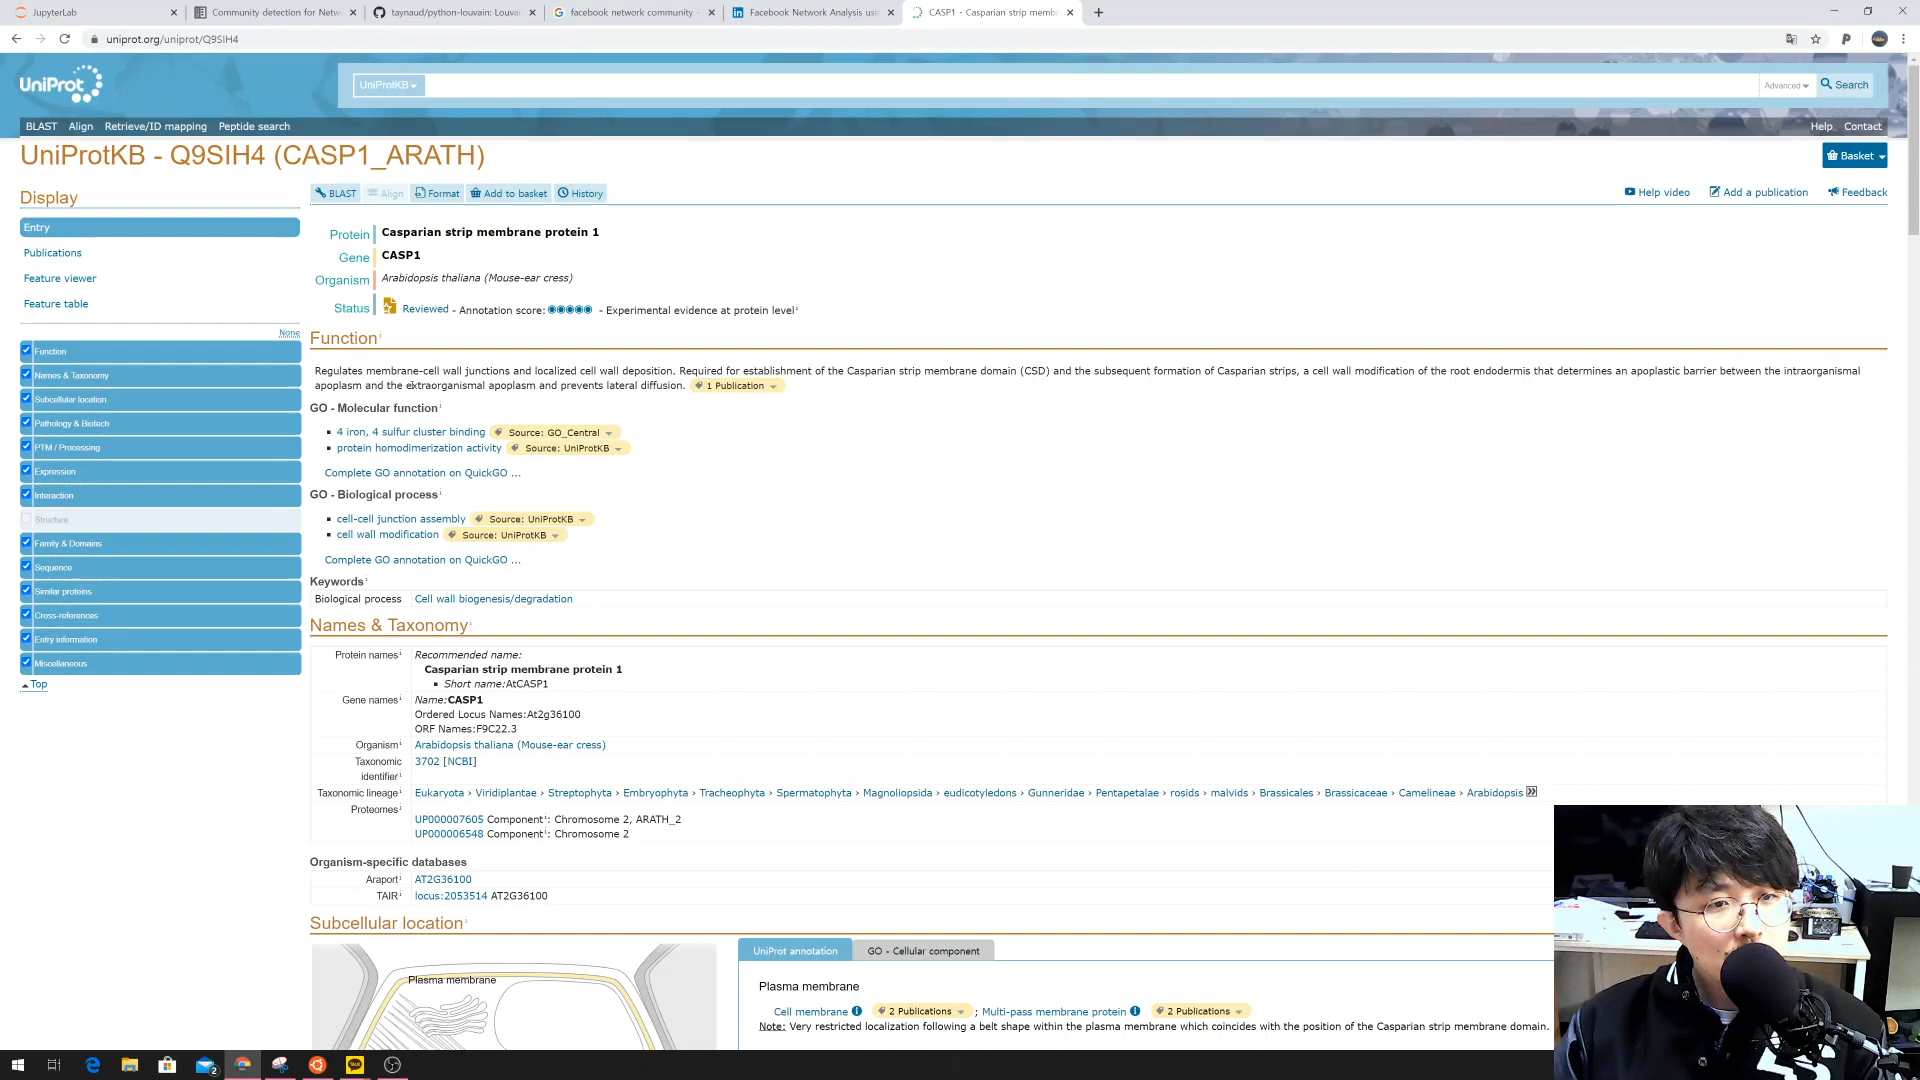 JupyterLab
Community detection for Netw
taynaud/python-louvain: Louvai
facebook network community -
Facebook Network Analysis usi
CASP1 - Casparian strip memb
uniprot.org/uniprot/Q9SIH4
UniProt
UniProtKB
Advanced
Search
BLAST Align Retrieve/ID mapping Peptide search
Help Contact
UniProtKB - Q9SIH4 (CASP1_ARATH)
Basket
Display
BLAST Align Format Add to basket History
Help video Add a publication Feedback
Entry
Publications
Feature viewer
Feature table
None
Function
Names & Taxonomy
Subcellular location
Pathology & Biotech
PTM / Processing
Expression
Interaction
Structure
Family & Domains
Sequence
Similar proteins
Cross-references
Entry information
Miscellaneous
Top
Protein Casparian strip membrane protein 1
Gene CASP1
Organism Arabidopsis thaliana (Mouse-ear cress)
Status Reviewed - Annotation score: - Experimental evidence at protein level i
Function i
Regulates membrane-cell wall junctions and localized cell wall deposition. Required for establishment of the Casparian strip membrane domain (CSD) and the subsequent formation of Casparian strips, a cell wall modification of the root endodermis that determines an apoplastic barrier between the intraorganismal
apoplasm and the extraorganismal apoplasm and prevents lateral diffusion. 1 Publication
GO - Molecular function i
4 iron, 4 sulfur cluster binding Source: GO_Central
protein homodimerization activity Source: UniProtKB
Complete GO annotation on QuickGO ...
GO - Biological process i
cell-cell junction assembly Source: UniProtKB
cell wall modification Source: UniProtKB
Complete GO annotation on QuickGO ...
Keywords i
Biological process Cell wall biogenesis/degradation
Names & Taxonomy i
Protein names i Recommended name:
Casparian strip membrane protein 1
Short name:AtCASP1
Gene names i Name:CASP1
Ordered Locus Names:At2g36100
ORF Names:F9C22.3
Organism i Arabidopsis thaliana (Mouse-ear cress)
Taxonomic 3702 [NCBI]
identifier i
Taxonomic lineage i Eukaryota › Viridiplantae › Streptophyta › Embryophyta › Tracheophyta › Spermatophyta › Magnoliopsida › eudicotyledons › Gunneridae › Pentapetalae › rosids › malvids › Brassicales › Brassicaceae › Camelineae › Arabidopsis
Proteomes i
UP000007605 Component i: Chromosome 2, ARATH_2
UP000006548 Component i: Chromosome 2
Organism-specific databases
Araport i AT2G36100
TAIR i locus:2053514 AT2G36100
Subcellular location i
Plasma membrane
UniProt annotation GO - Cellular component
Plasma membrane
Cell membrane 2 Publications ; Multi-pass membrane protein 2 Publications
Note: Very restricted localization following a belt shape within the plasma membrane which coincides with the position of the Casparian strip membrane domain.
2
TALK